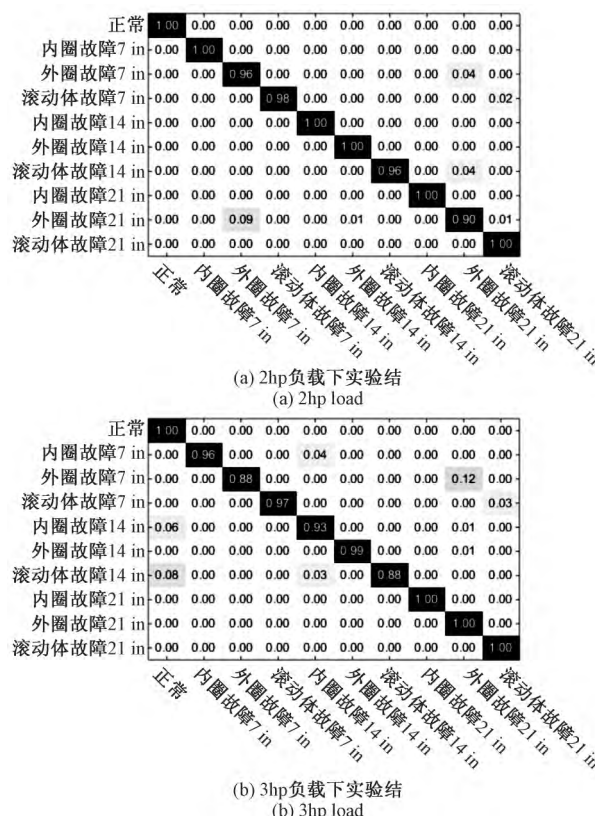 正常 1.00 0.00 0.00 0.00 0.00 0.00 0.00 0.00 0.00 0.00
内圈故障7 in 0.00 1.00 0.00 0.00 0.00 0.00 0.00 0.00 0.00 0.00
外圈故障7 in 0.00 0.00 0.96 0.00 0.00 0.00 0.00 0.00 0.04 0.00
滚动体故障7 in 0.00 0.00 0.00 0.98 0.00 0.00 0.00 0.00 0.00 0.02
内圈故障14 in 0.00 0.00 0.00 0.00 1.00 0.00 0.00 0.00 0.00 0.00
外圈故障14 in 0.00 0.00 0.00 0.00 0.00 1.00 0.00 0.00 0.00 0.00
滚动体故障14 in 0.00 0.00 0.00 0.00 0.00 0.00 0.96 0.00 0.04 0.00
内圈故障21 in 0.00 0.00 0.00 0.00 0.00 0.00 0.00 1.00 0.00 0.00
外圈故障21 in 0.00 0.00 0.09 0.00 0.00 0.01 0.00 0.00 0.90 0.01
滚动体故障21 in 0.00 0.00 0.00 0.00 0.00 0.00 0.00 0.00 0.00 1.00
正常
内圈故障7 in
外圈故障7 in
滚动体故障7 in
内圈故障14 in
外圈故障14 in
滚动体故障14 in
内圈故障21 in
外圈故障21 in
滚动体故障21 in
(a) 2hp负载下实验结
(a) 2hp load
正常 1.00 0.00 0.00 0.00 0.00 0.00 0.00 0.00 0.00 0.00
内圈故障7 in 0.00 0.96 0.00 0.00 0.04 0.00 0.00 0.00 0.00 0.00
外圈故障7 in 0.00 0.00 0.88 0.00 0.00 0.00 0.00 0.00 0.12 0.00
滚动体故障7 in 0.00 0.00 0.00 0.97 0.00 0.00 0.00 0.00 0.00 0.03
内圈故障14 in 0.06 0.00 0.00 0.00 0.93 0.00 0.00 0.00 0.01 0.00
外圈故障14 in 0.00 0.00 0.00 0.00 0.00 0.99 0.00 0.00 0.01 0.00
滚动体故障14 in 0.08 0.00 0.00 0.00 0.03 0.00 0.88 0.00 0.00 0.00
内圈故障21 in 0.00 0.00 0.00 0.00 0.00 0.00 0.00 1.00 0.00 0.00
外圈故障21 in 0.00 0.00 0.00 0.00 0.00 0.00 0.00 0.00 1.00 0.00
滚动体故障21 in 0.00 0.00 0.00 0.00 0.00 0.00 0.00 0.00 0.00 1.00
正常
内圈故障7 in
外圈故障7 in
滚动体故障7 in
内圈故障14 in
外圈故障14 in
滚动体故障14 in
内圈故障21 in
外圈故障21 in
滚动体故障21 in
(b) 3hp负载下实验结
(b) 3hp load